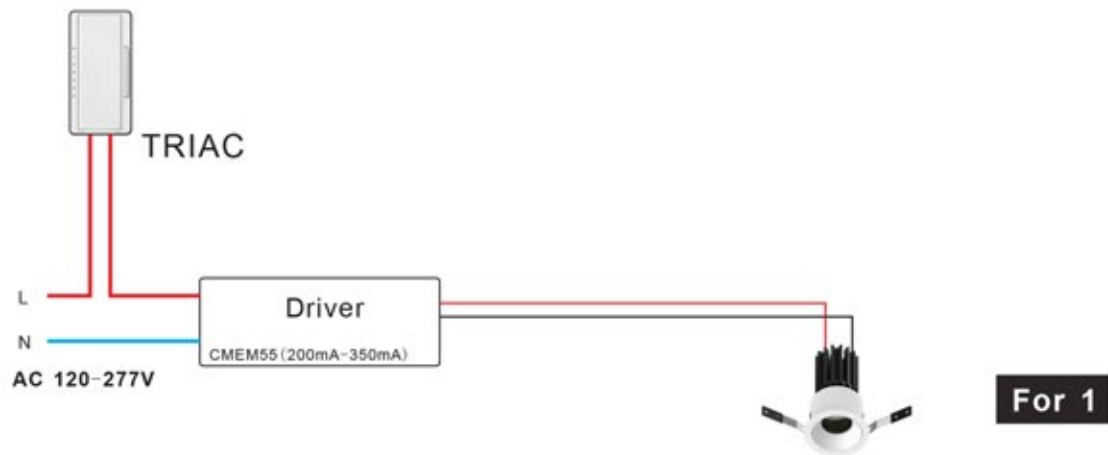 TRIAC
L
Driver
N
CMEM55(200mA-350mA)
AC 120-277V
For 1